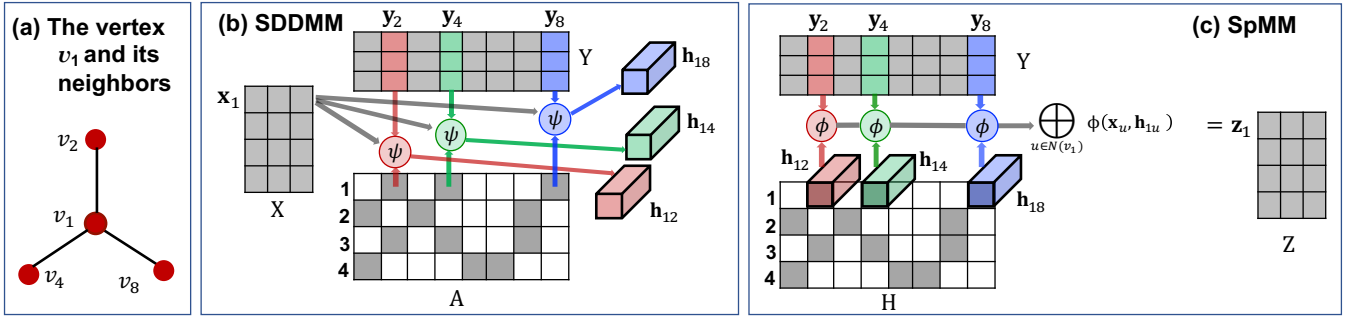 (a) The vertex
v₁ and its
neighbors
v₂
v₁
v₄
v₈
(b) SDDMM
y₂
y₄
y₈
Y
x₁
X
ψ
ψ
ψ
h₁₈
h₁₄
h₁₂
1
2
3
4
A
(c) SpMM
y₂
y₄
y₈
Y
ϕ
ϕ
ϕ
⊕ ϕ(x𝑢, h₁𝑢) = z₁
u∈N(v₁)
h₁₂
h₁₄
h₁₈
1
2
3
4
H
Z